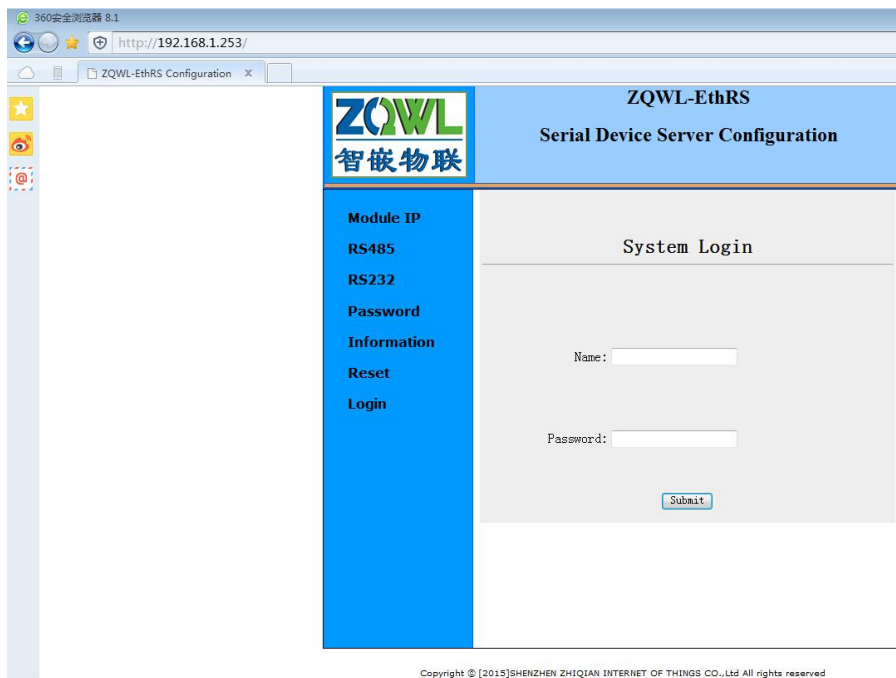 360安全浏览器 8.1
http://192.168.1.253/
ZQWL-EthRS Configuration X
ZQWL
智嵌物联
ZQWL-EthRS
Serial Device Server Configuration
Module IP
RS485
RS232
Password
Information
Reset
Login
System Login
Name:
Password:
Submit
Copyright © [2015]SHENZHEN ZHIQIAN INTERNET OF THINGS CO.,Ltd All rights reserved